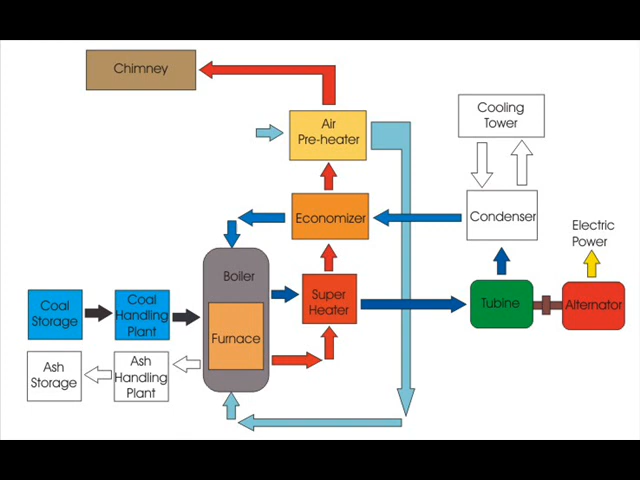 Chimney
Air
Pre-heater
Cooling
Tower
Economizer
Condenser
Electric
Power
Boiler
Super
Heater
Tubine
Alternator
Coal
Storage
Coal
Handling
Plant
Furnace
Ash
Storage
Ash
Handling
Plant